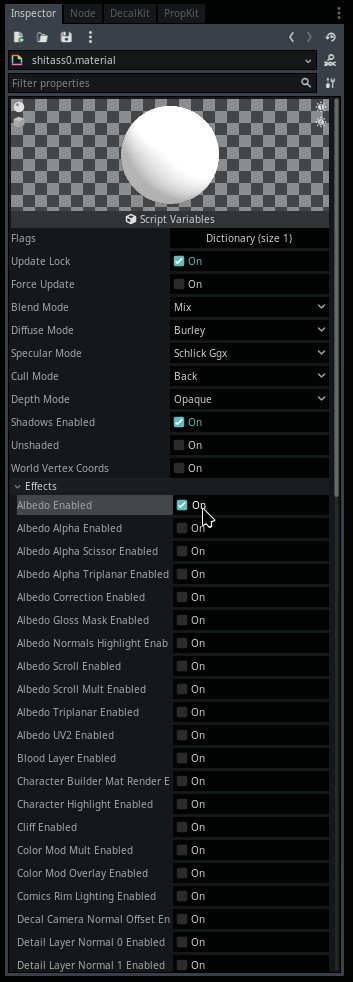 Inspector Node DecalKit PropKit
shitass0.material
Filter properties
Script Variables
Flags Dictionary (size 1)
Update Lock On
Force Update On
Blend Mode Mix
Diffuse Mode Burley
Specular Mode Schlick Ggx
Cull Mode Back
Depth Mode Opaque
Shadows Enabled On
Unshaded On
World Vertex Coords On
Effects
Albedo Enabled On
Albedo Alpha Enabled On
Albedo Alpha Scissor Enabled On
Albedo Alpha Triplanar Enabled On
Albedo Correction Enabled On
Albedo Gloss Mask Enabled On
Albedo Normals Highlight Enab On
Albedo Scroll Enabled On
Albedo Scroll Mult Enabled On
Albedo Triplanar Enabled On
Albedo UV2 Enabled On
Blood Layer Enabled On
Character Builder Mat Render E On
Character Highlight Enabled On
Cliff Enabled On
Color Mod Mult Enabled On
Color Mod Overlay Enabled On
Comics Rim Lighting Enabled On
Decal Camera Normal Offset En On
Detail Layer Normal 0 Enabled On
Detail Layer Normal 1 Enabled On